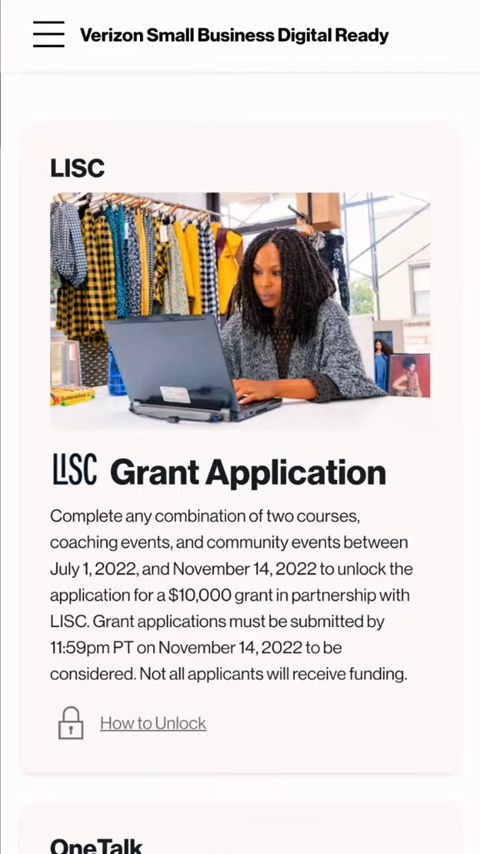 Verizon Small Business Digital Ready
LISC
LISC Grant Application
Complete any combination of two courses,
coaching events, and community events between
July 1, 2022, and November 14, 2022 to unlock the
application for a $10,000 grant in partnership with
LISC. Grant applications must be submitted by
11:59pm PT on November 14, 2022 to be
considered. Not all applicants will receive funding.
How to Unlock
OneTalk